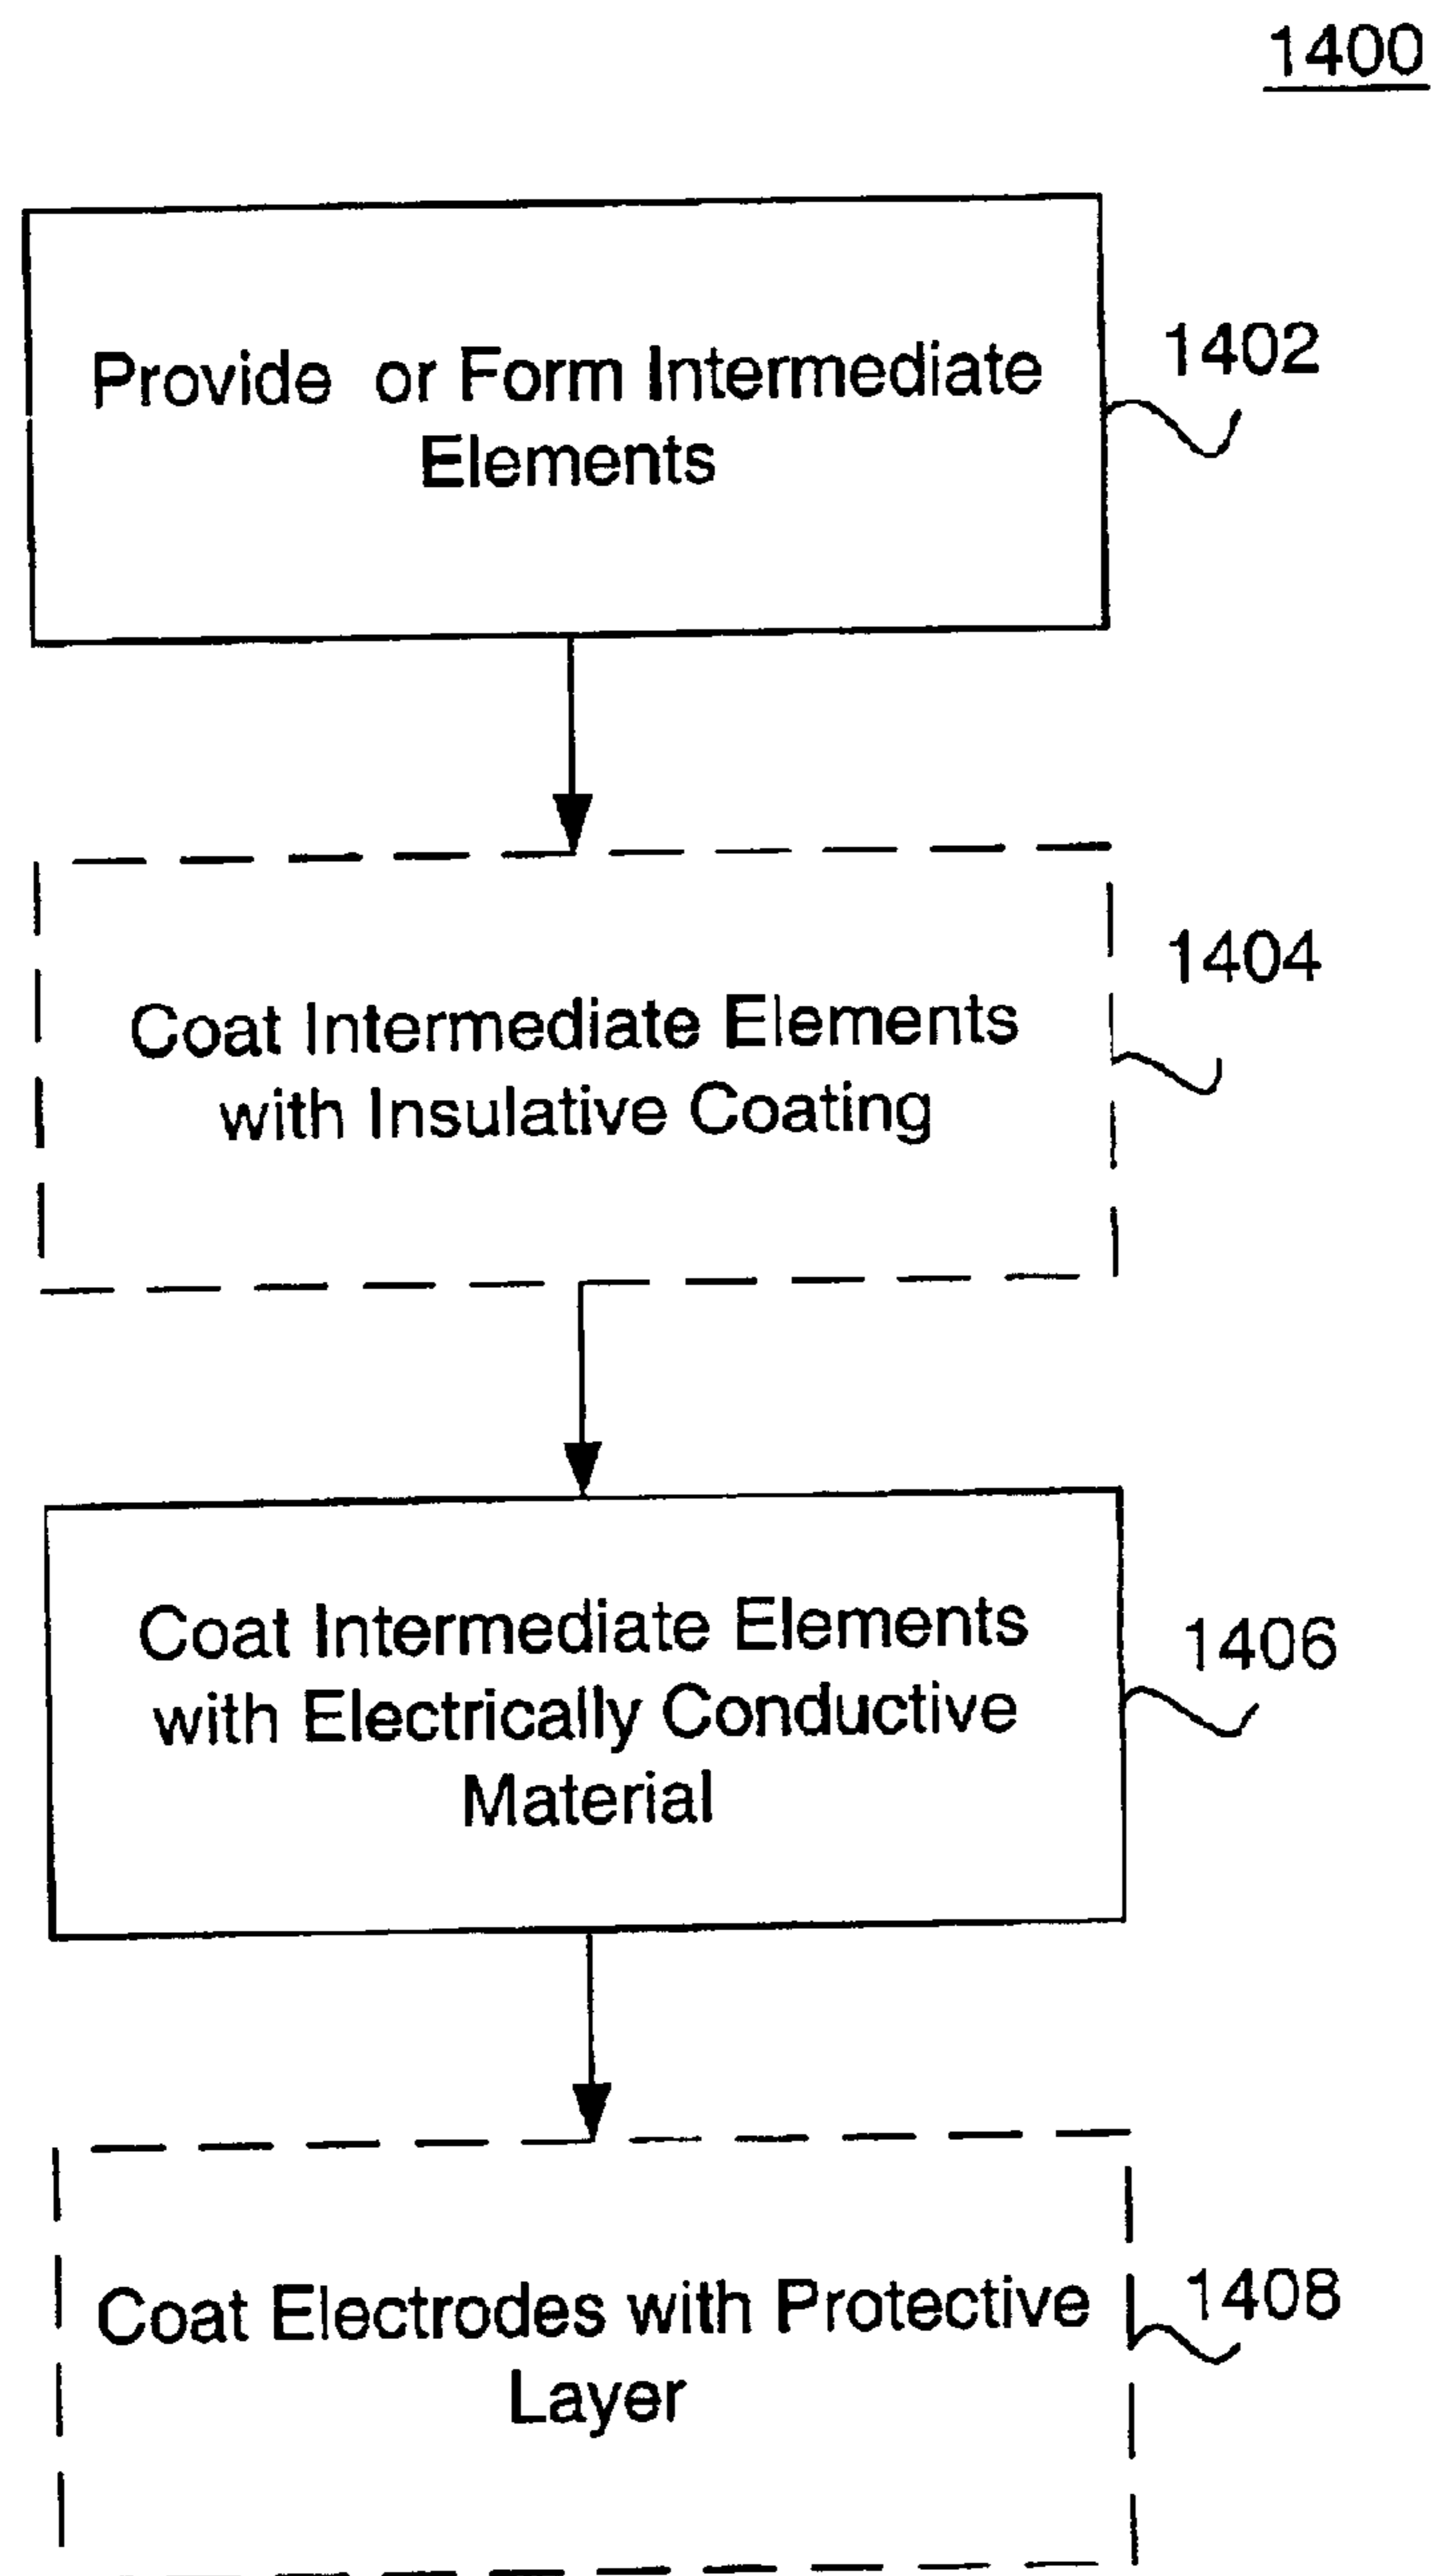 1400
Provide or Form Intermediate
Elements
1402
Coat Intermediate Elements
with Insulative Coating
1404
Coat Intermediate Elements
with Electrically Conductive
Material
1406
Coat Electrodes with Protective
Layer
1408